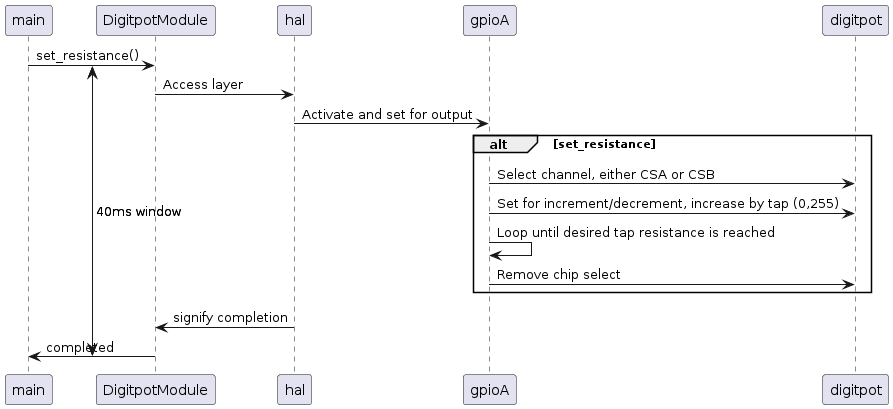 main DigitpotModule hal gpioA digitpot
set_resistance()
Access layer
Activate and set for output
alt [set_resistance]
Select channel, either CSA or CSB
Set for increment/decrement, increase by tap (0,255)
40ms window
Loop until desired tap resistance is reached
Remove chip select
signify completion
completed
main DigitpotModule hal gpioA digitpot